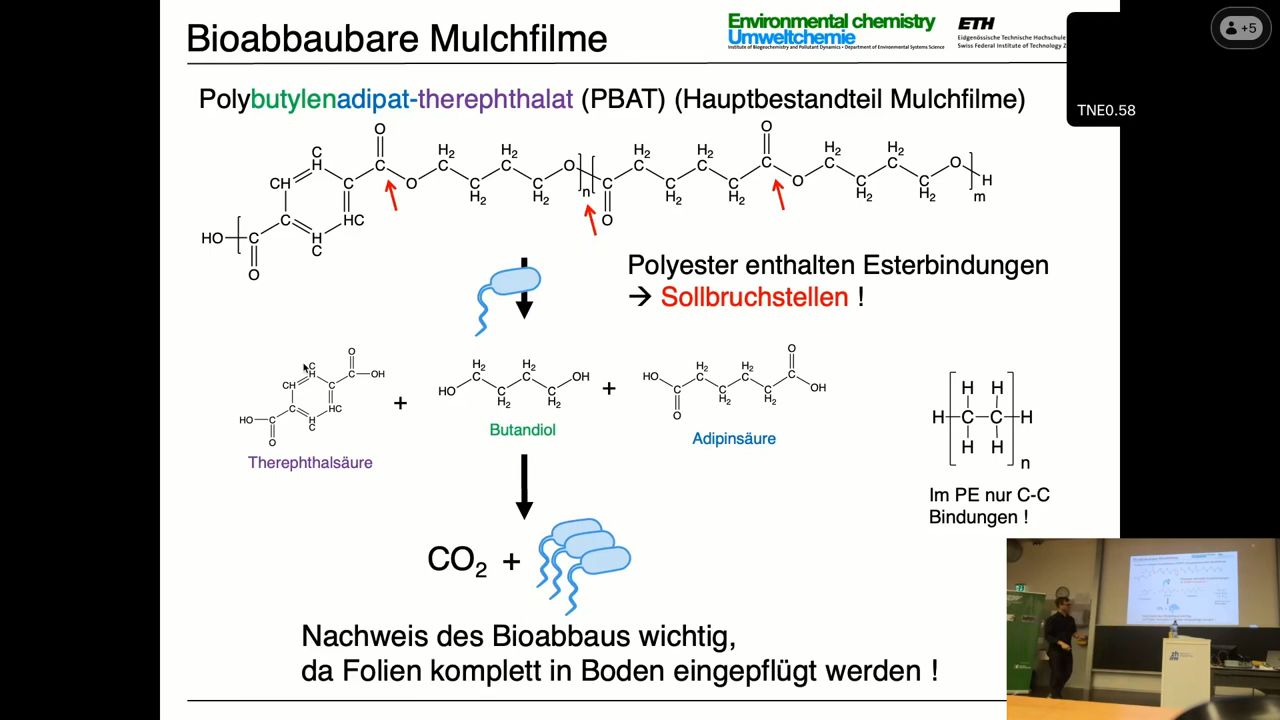 Bioabbaubare Mulchfilme
Environmental chemistry
Umweltchemie
Institute of Biogeochemistry and Pollutant Dynamics • Department of Environmental Systems Science
ETH
Eidgenössische Technische Hochschule
Swiss Federal Institute of Technology Z
+5
TNE0.58
Polybutylenadipat-therephthalat (PBAT) (Hauptbestandteil Mulchfilme)
Polyester enthalten Esterbindungen
→ Sollbruchstellen !
Therephthalsäure
+
Butandiol
+
Adipinsäure
Im PE nur C-C
Bindungen !
CO₂ +
Nachweis des Bioabbaus wichtig,
da Folien komplett in Boden eingepflügt werden !